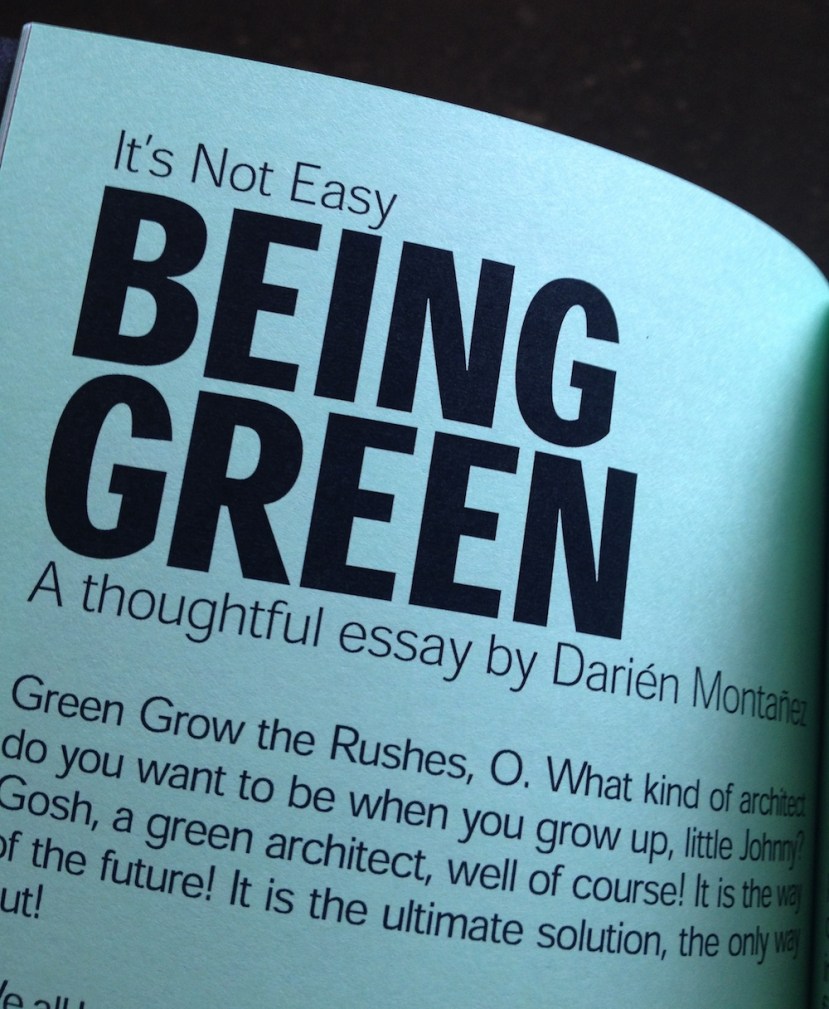 It's Not Easy
BEING
GREEN
A thoughtful essay by Darién Montañez
Green Grow the Rushes, O. What kind of architect
do you want to be when you grow up, little Johnny?
Gosh, a green architect, well of course! It is the way
of the future! It is the ultimate solution, the only way
ut!